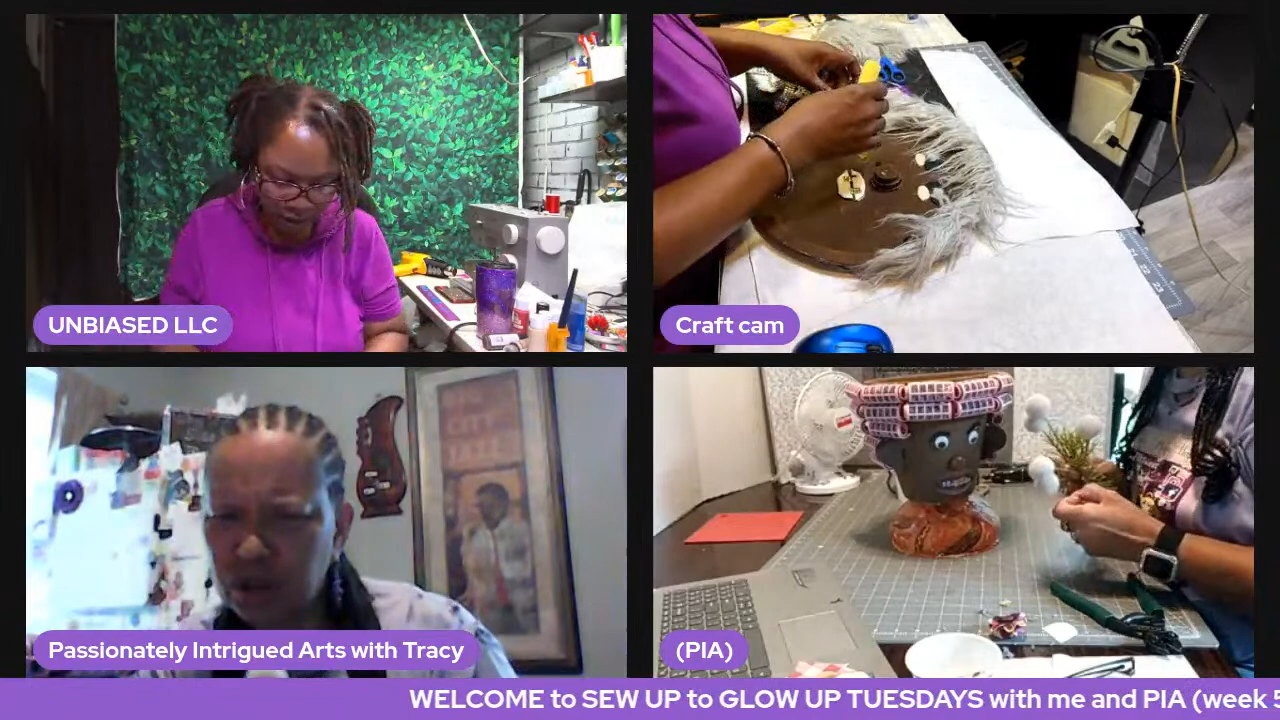 UNBIASED LLC
Craft cam
CITY
Passionately Intrigued Arts with Tracy
(PIA)
WELCOME to SEW UP to GLOW UP TUESDAYS with me and PIA (week 5